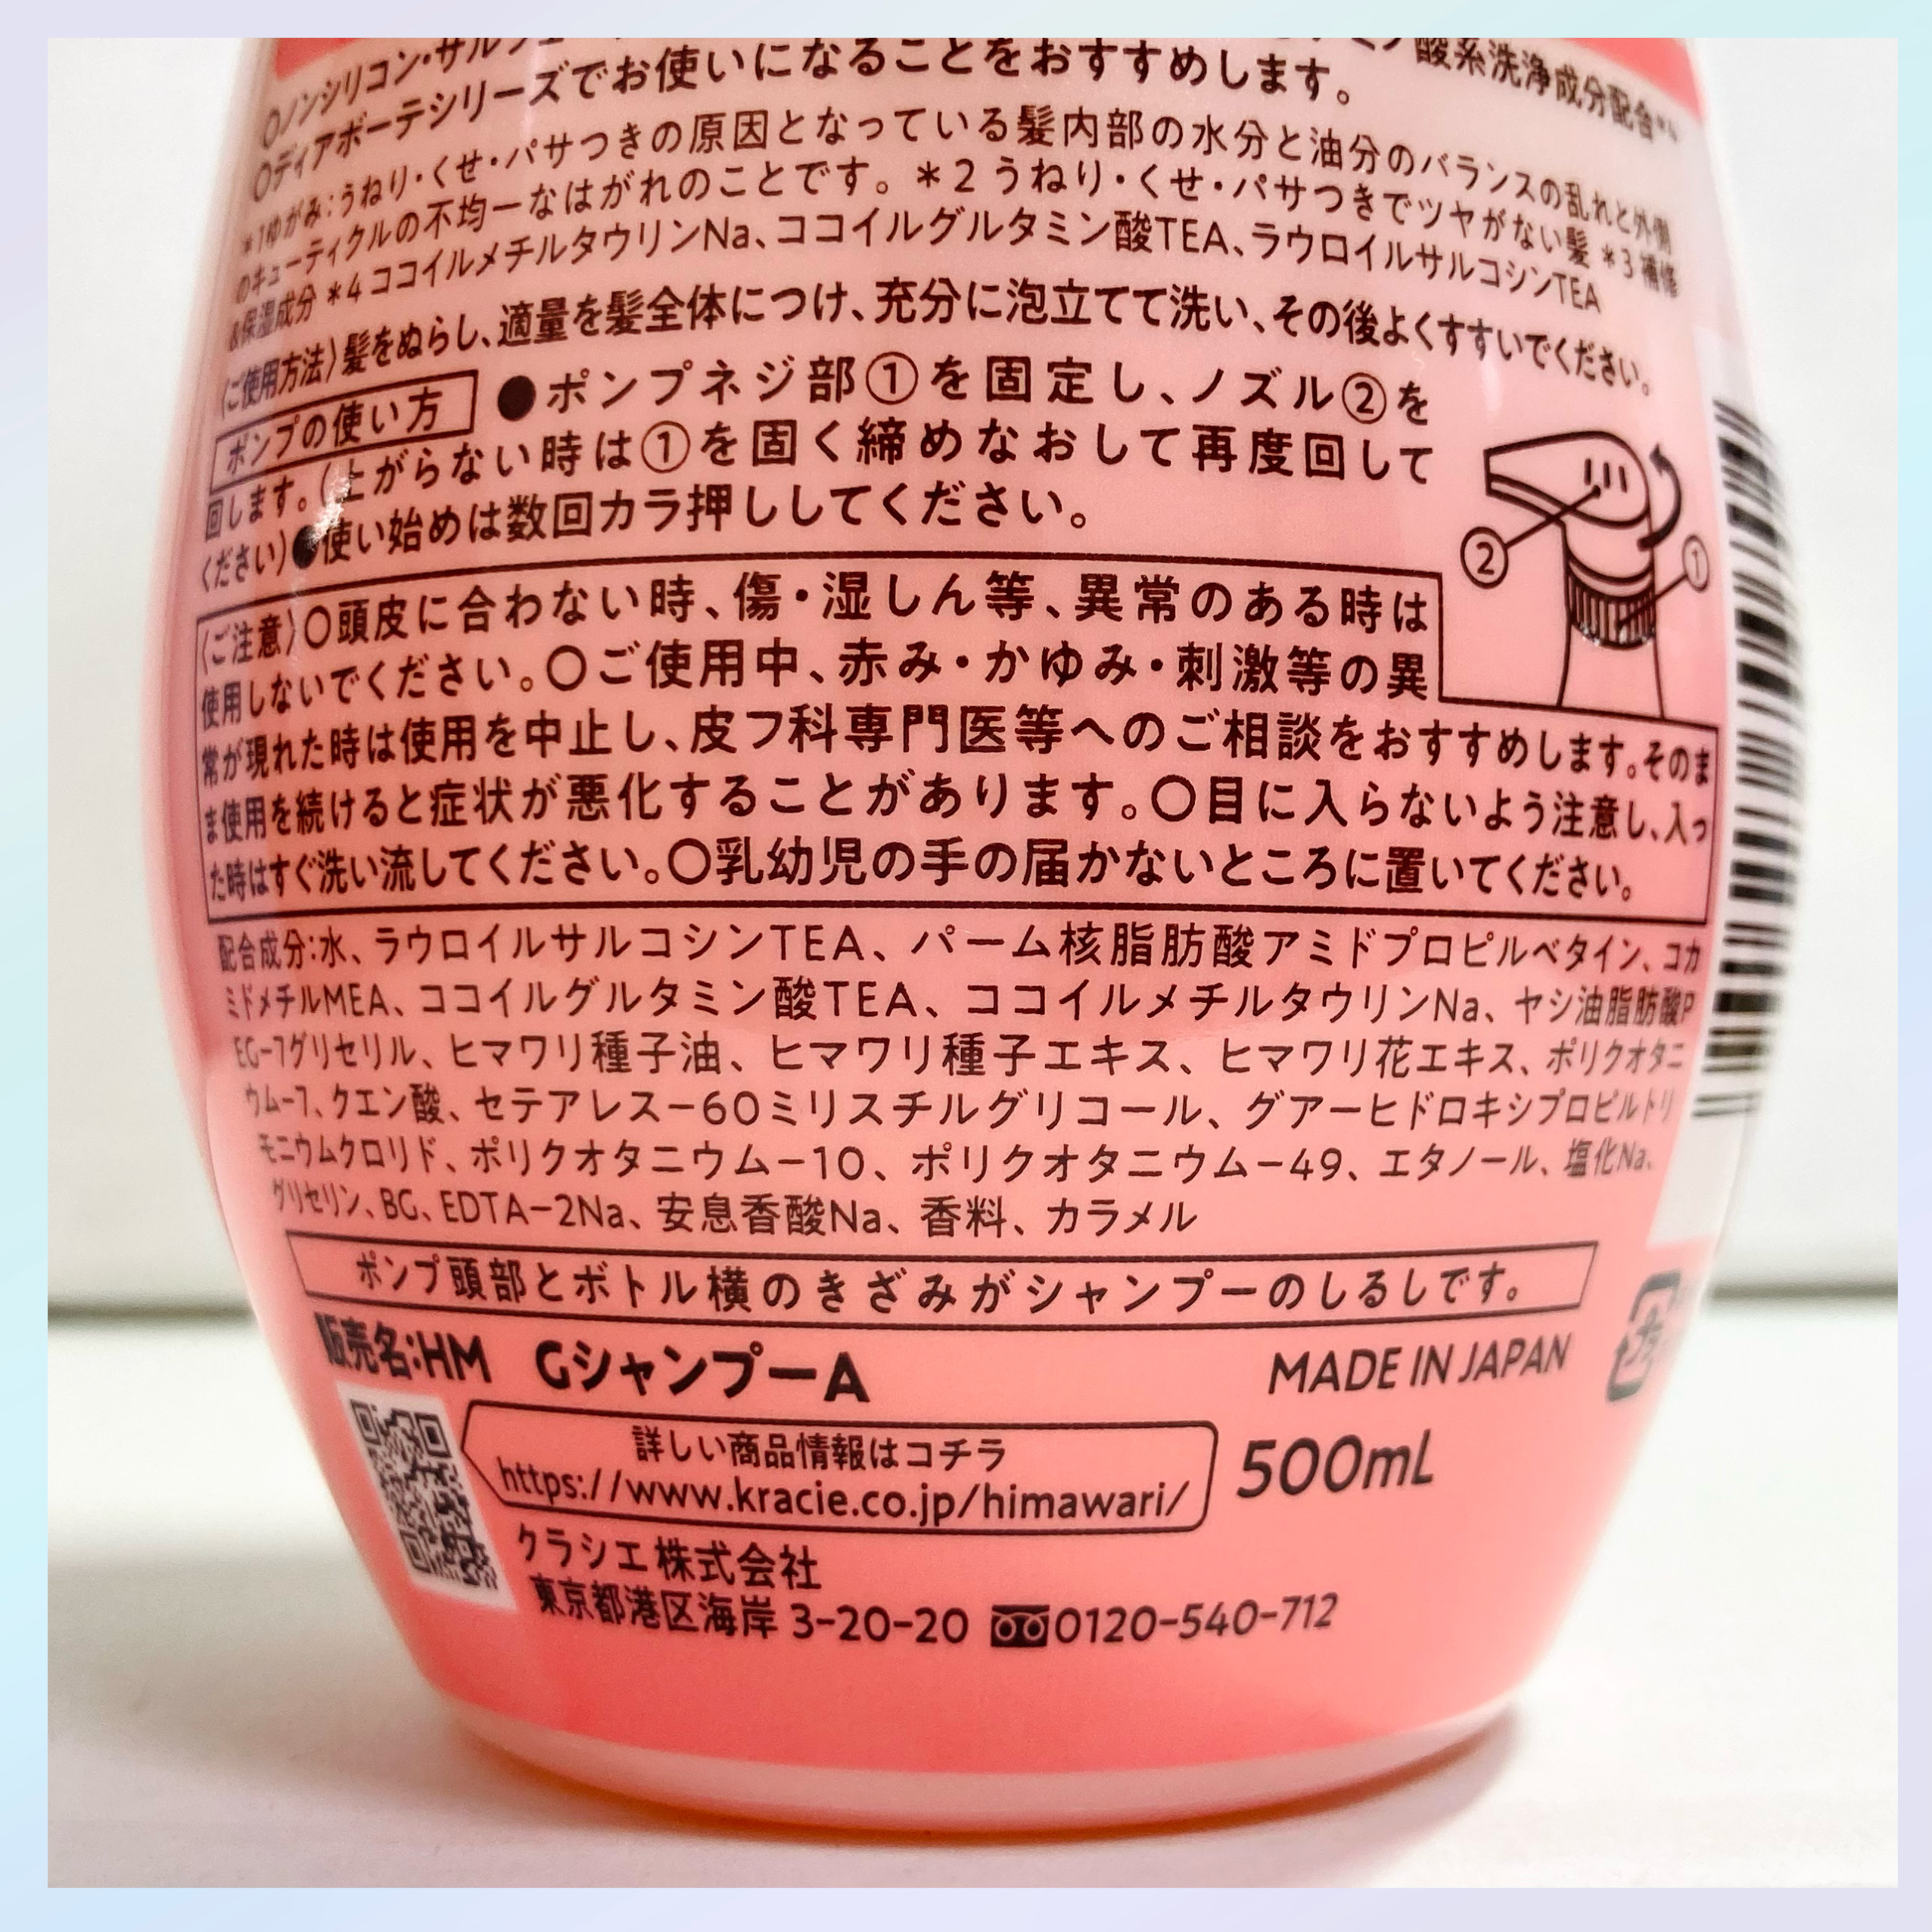 〇ノンシリコン・サルフェ 酸系洗浄成分配合*4
〇ディアボーテシリーズでお使いになることをおすすめします。
*1ゆがみ:うねり・くせ・パサつきの原因となっている髪内部の水分と油分のバランスの乱れと外側
のキューティクルの不均一なはがれのことです。*2 うねり・くせ・パサつきでツヤがない髪 *3 補修
&保湿成分 *4 ココイルメチルタウリンNa、ココイルグルタミン酸TEA、ラウロイルサルコシンTEA
〈ご使用方法〉髪をぬらし、適量を髪全体につけ、充分に泡立てて洗い、その後よくすすいでください。
ポンプの使い方 ●ポンプネジ部①を固定し、ノズル②を
回します。(上がらない時は①を固く締めなおして再度回して
ください)●使い始めは数回カラ押ししてください。
② ①
〈ご注意〉〇頭皮に合わない時、傷・湿しん等、異常のある時は
使用しないでください。〇ご使用中、赤み・かゆみ・刺激等の異
常が現れた時は使用を中止し、皮フ科専門医等へのご相談をおすすめします。そのま
ま使用を続けると症状が悪化することがあります。〇目に入らないよう注意し、入っ
た時はすぐ洗い流してください。〇乳幼児の手の届かないところに置いてください。
配合成分:水、ラウロイルサルコシンTEA、パーム核脂肪酸アミドプロピルベタイン、コカ
ミドメチルMEA、ココイルグルタミン酸TEA、ココイルメチルタウリンNa、ヤシ油脂肪酸P
EG-7グリセリル、ヒマワリ種子油、ヒマワリ種子エキス、ヒマワリ花エキス、ポリクオタニ
ウム-7、クエン酸、セテアレス-60ミリスチルグリコール、グアーヒドロキシプロピルトリ
モニウムクロリド、ポリクオタニウム-10、ポリクオタニウム-49、エタノール、塩化Na、
グリセリン、BG、EDTA-2Na、安息香酸Na、香料、カラメル
ポンプ頭部とボトル横のきざみがシャンプーのしるしです。
販売名:HM GシャンプーA MADE IN JAPAN
詳しい商品情報はコチラ
https://www.kracie.co.jp/himawari/
500mL
クラシエ株式会社
東京都港区海岸 3-20-20 0120-540-712